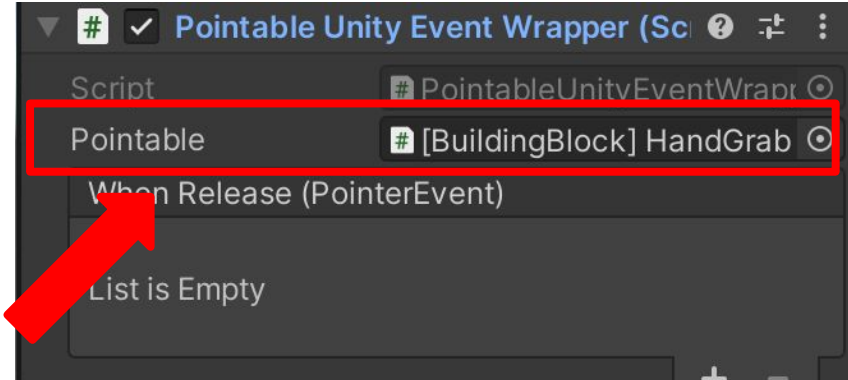 # Pointable Unity Event Wrapper (Sc
Script # PointableUnityEventWrapp
Pointable # [BuildingBlock] HandGrab
When Release (PointerEvent)
List is Empty